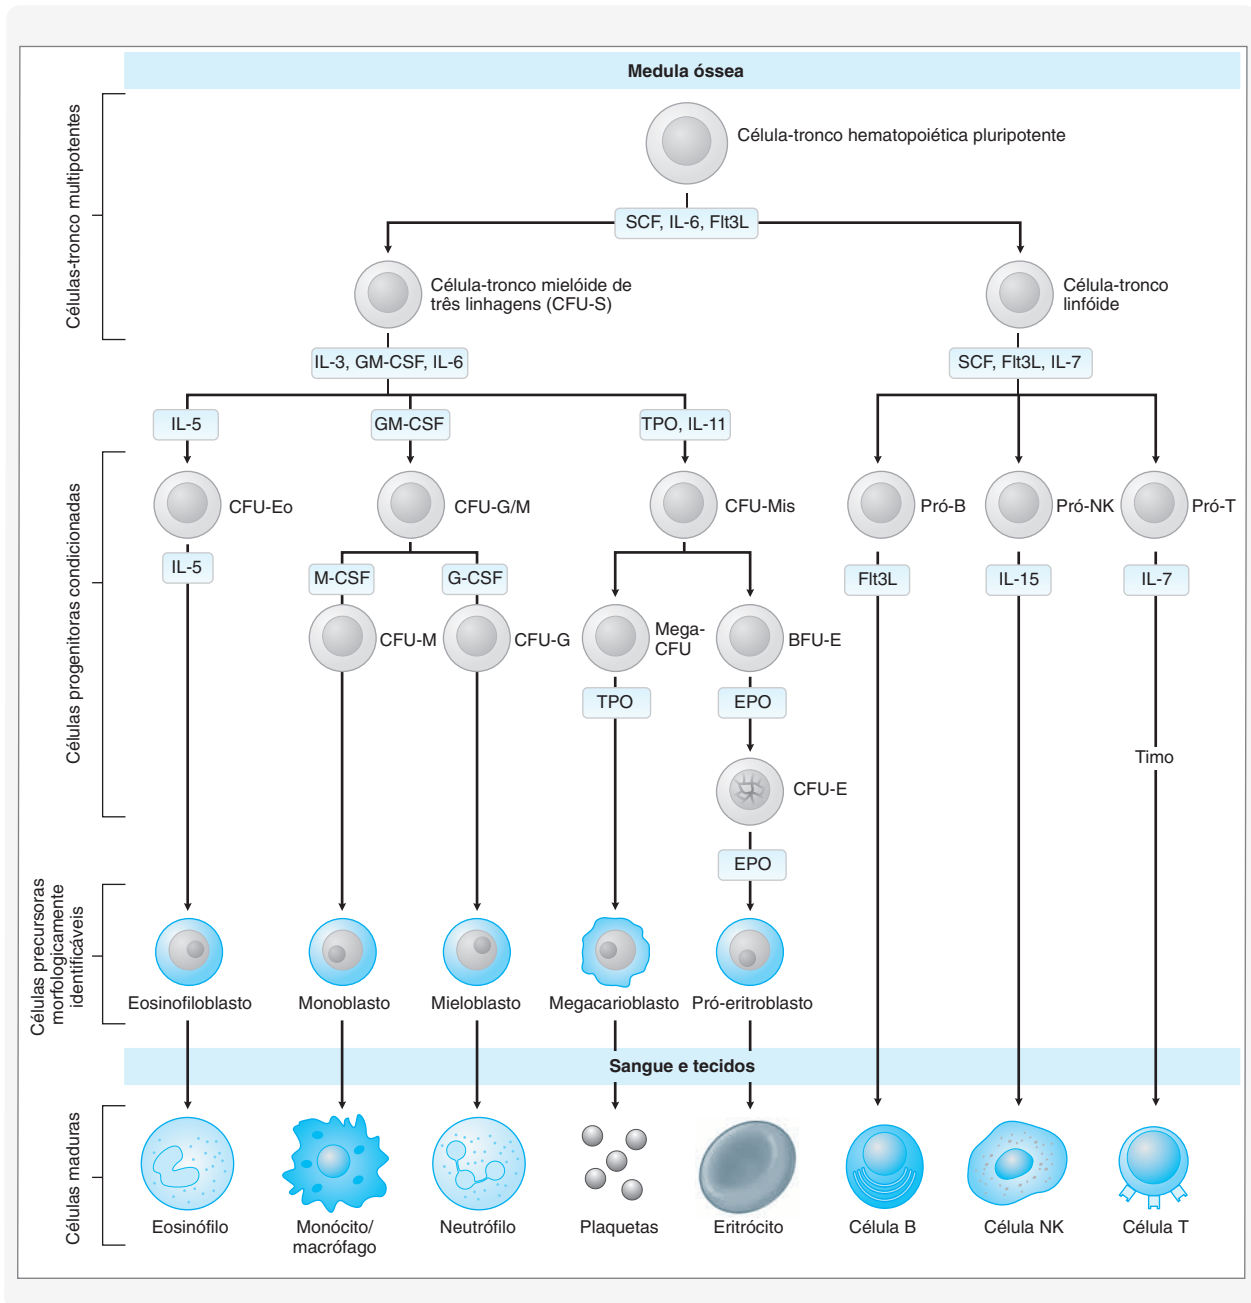 Medula óssea
Células-tronco multipotentes
Célula-tronco hematopoiética pluripotente
SCF, IL-6, Flt3L
Célula-tronco mielóide de
três linhagens (CFU-S)
Célula-tronco
linfóide
IL-3, GM-CSF, IL-6
SCF, Flt3L, IL-7
IL-5
GM-CSF
TPO, IL-11
Células progenitoras condicionadas
CFU-Eo
CFU-G/M
CFU-Mis
Pró-B
Pró-NK
Pró-T
IL-5
M-CSF
G-CSF
Flt3L
IL-15
IL-7
CFU-M
CFU-G
Mega-
CFU
BFU-E
TPO
EPO
Timo
CFU-E
EPO
Células precursoras
morfologicamente
identificáveis
Eosinofiloblasto
Monoblasto
Mieloblasto
Megacarioblasto
Pró-eritroblasto
Sangue e tecidos
Células maduras
Eosinófilo
Monócito/
macrófago
Neutrófilo
Plaquetas
Eritrócito
Célula B
Célula NK
Célula T